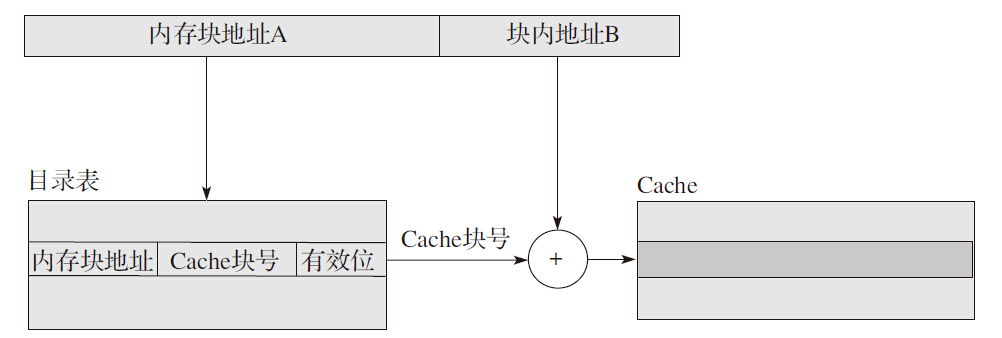 内存块地址A 块内地址B
目录表
Cache
内存块地址 Cache块号 有效位
Cache块号
+